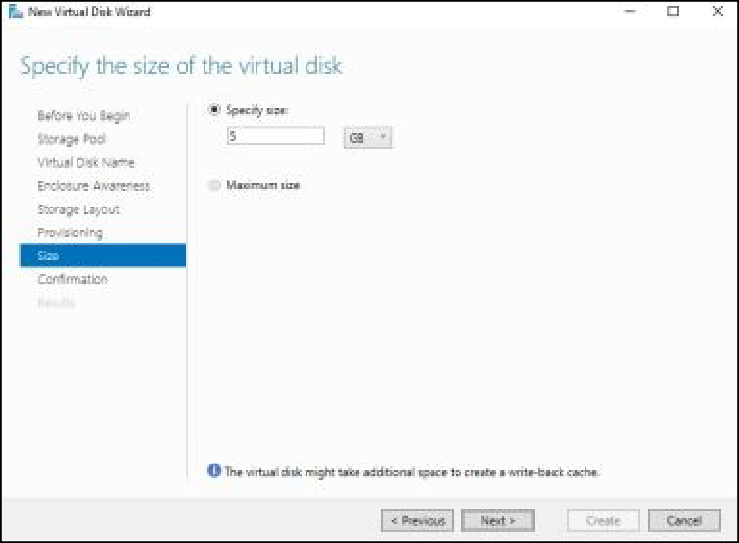 New Virtual Disk Wizard
Specify the size of the virtual disk
Before You Begin
Storage Pool
Virtual Disk Name
Enclosure Awareness
Storage Layout
Provisioning
Size
Confirmation
Results
Specify size:
5
GB
Maximum size
The virtual disk might take additional space to create a write-back cache.
< Previous
Next >
Create
Cancel